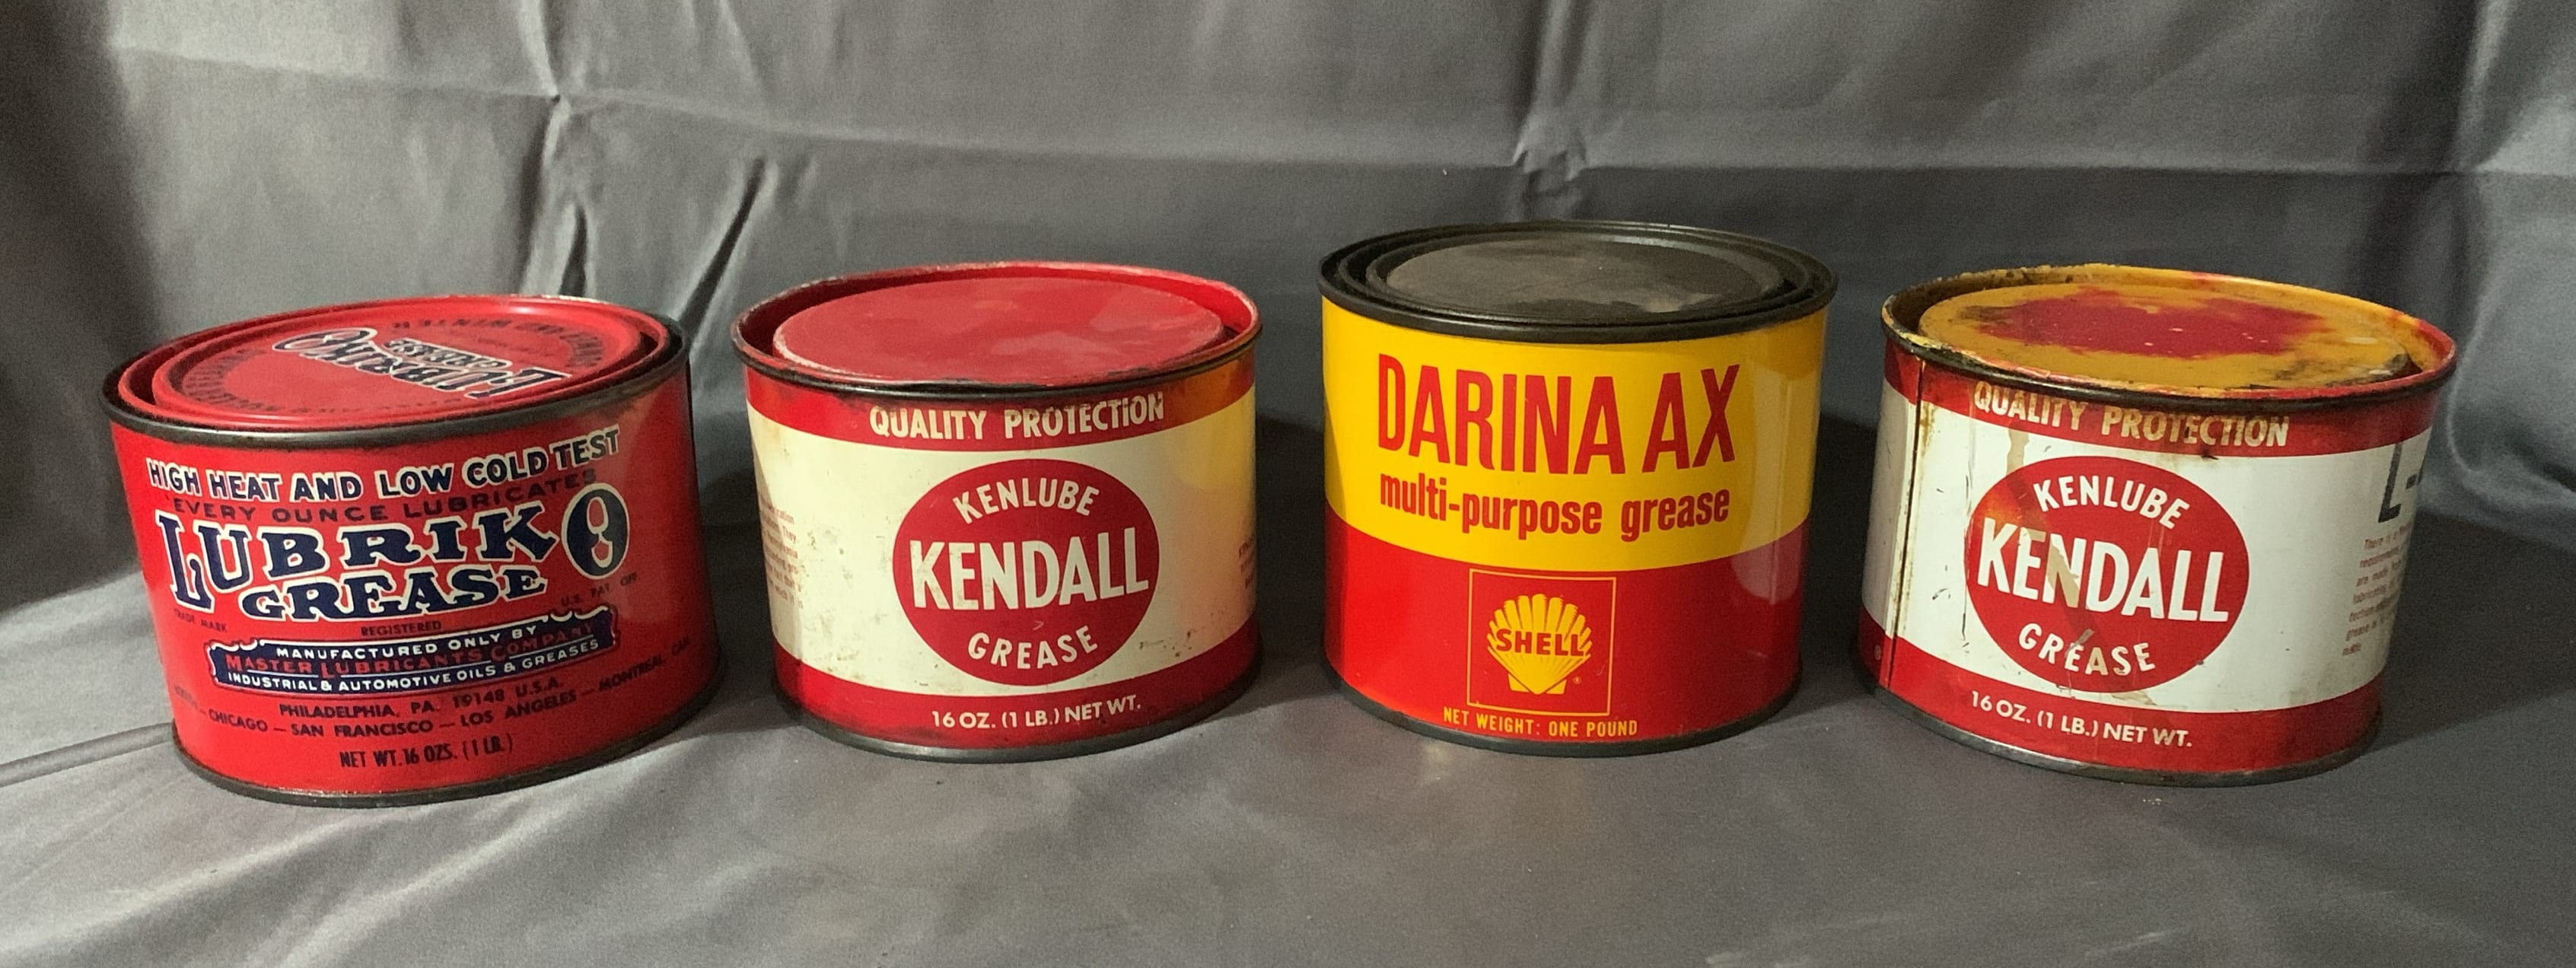 LUBRIKO
GREASE
HIGH HEAT AND LOW COLD TEST
EVERY OUNCE LUBRICATES
LUBRIKO
GREASE
U.S. PAT. OFF.
TRADE MARK
REGISTERED
MANUFACTURED ONLY BY
MASTER LUBRICANTS COMPANY
INDUSTRIAL & AUTOMOTIVE OILS & GREASES
PHILADELPHIA, PA. 19148 U.S.A.
CHICAGO — SAN FRANCISCO — LOS ANGELES — MONTREAL, CAN.
NET WT. 16 OZS. (1 LB.)
QUALITY PROTECTION
KENLUBE
KENDALL
GREASE
16 OZ. (1 LB.) NET WT.
DARINA AX
multi-purpose grease
SHELL
®
NET WEIGHT: ONE POUND
QUALITY PROTECTION
KENLUBE
KENDALL
GREASE
16 OZ. (1 LB.) NET WT.
L-